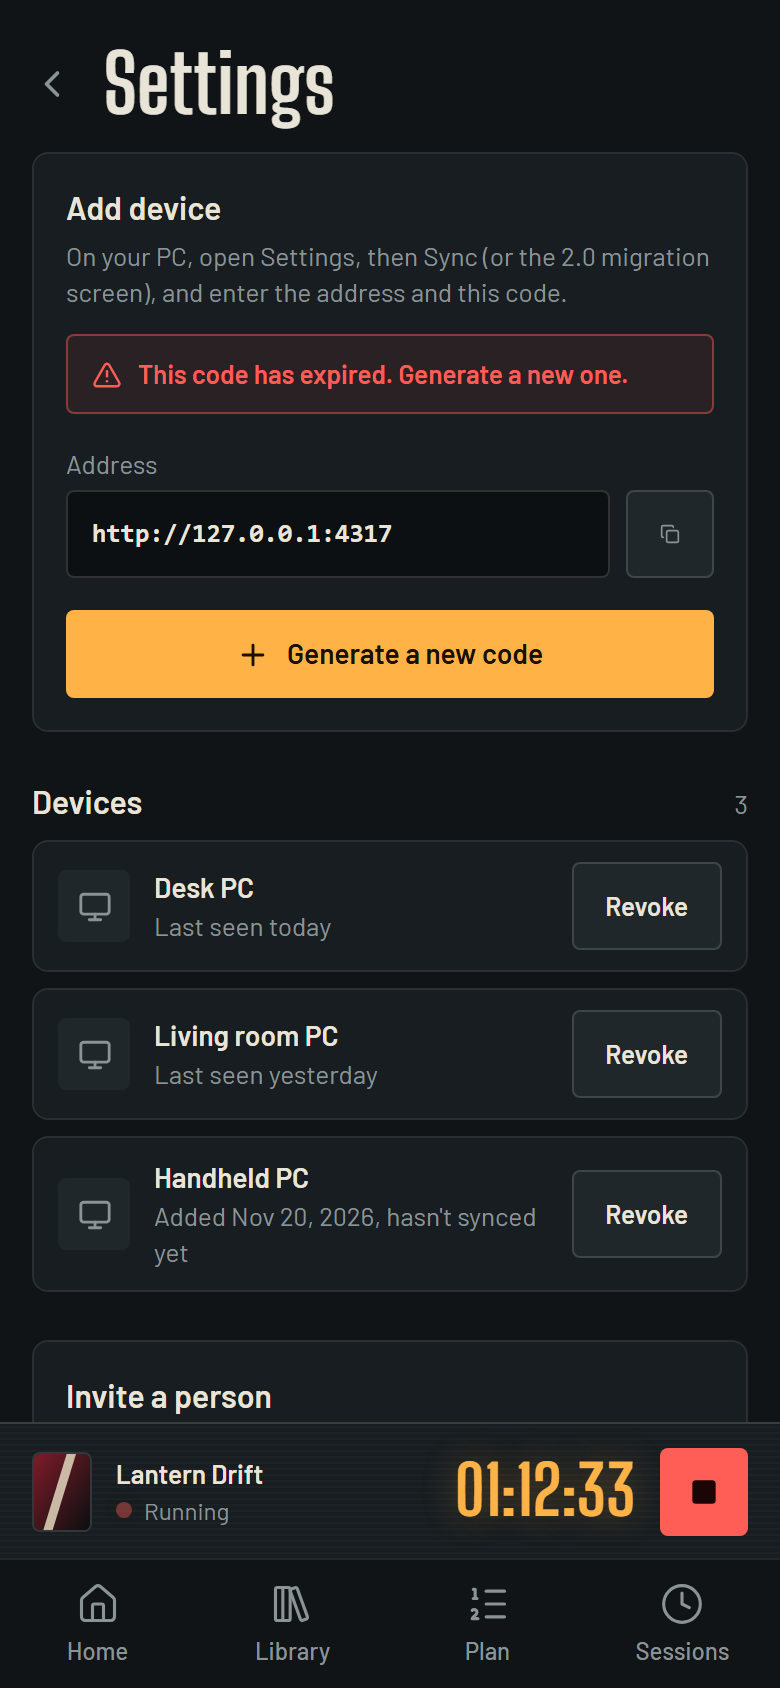 Settings
Add device
On your PC, open Settings, then Sync (or the 2.0 migration
screen), and enter the address and this code.
This code has expired. Generate a new one.
Address
http://127.0.0.1:4317
Generate a new code
Devices
3
Desk PC
Last seen today
Revoke
Living room PC
Last seen yesterday
Revoke
Handheld PC
Added Nov 20, 2026, hasn't synced
yet
Revoke
Invite a person
Lantern Drift
Running
01:12:33
Home
Library
Plan
Sessions